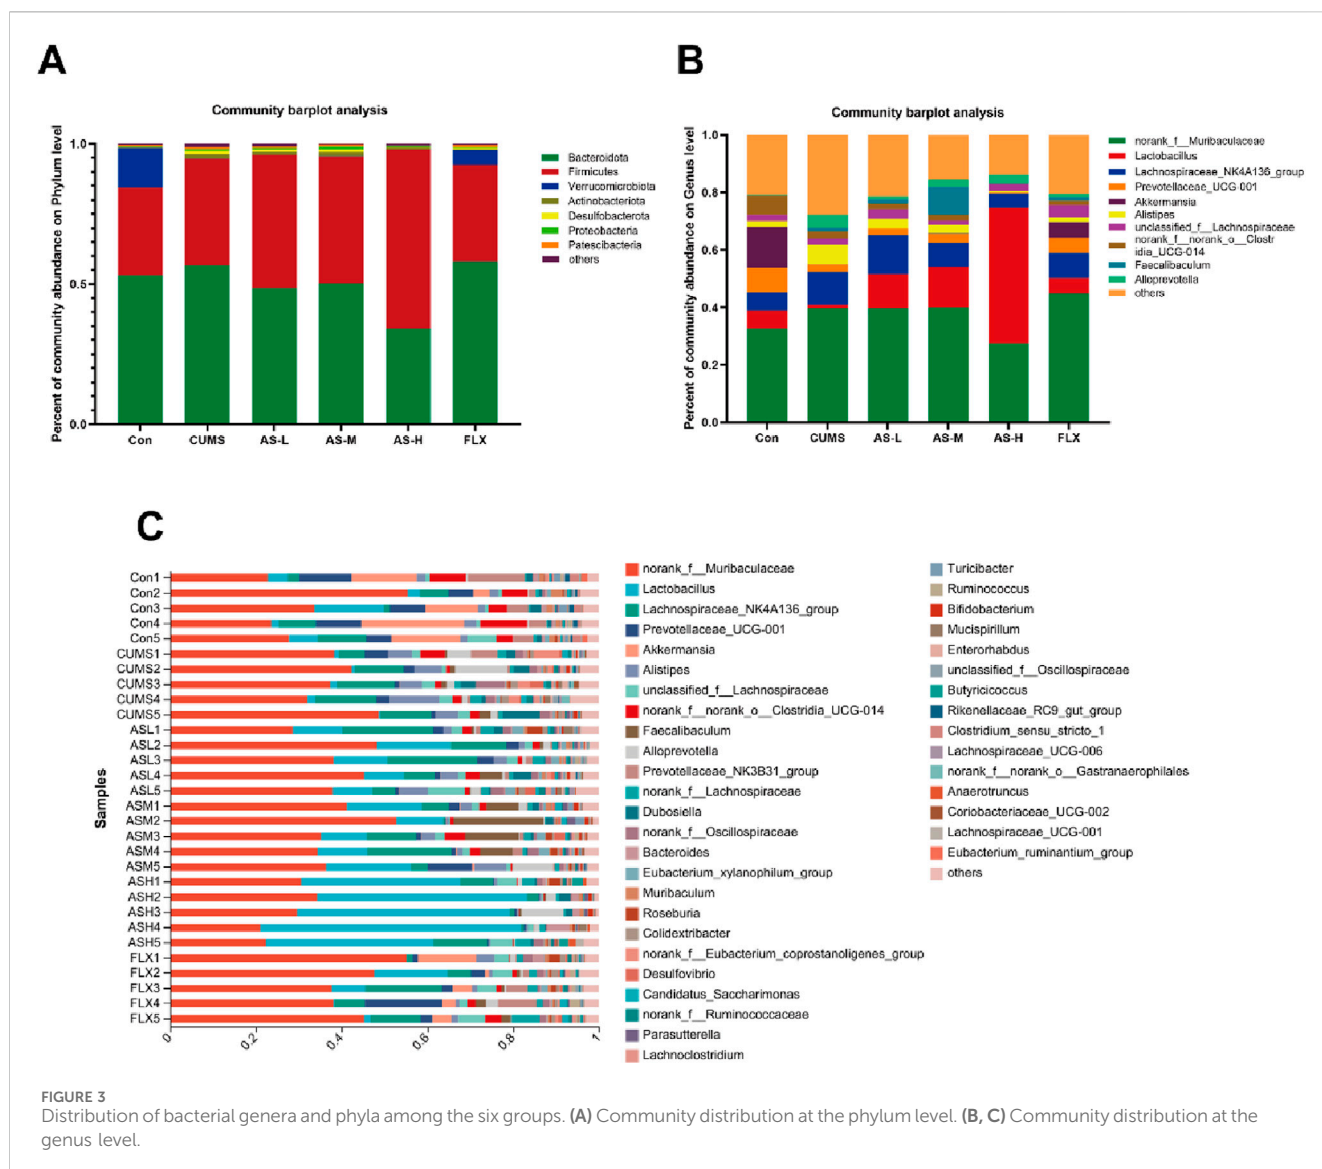 A
Community barplot analysis
Percent of community abundance on Phylum level
1.0
0.5
0.0
Con
CUMS
AS-L
AS-M
AS-H
FLX
Bacteroidota
Firmicutes
Verrucomicrobiota
Actinobacteriota
Desulfobacterota
Proteobacteria
Patescibacteria
others
B
Community barplot analysis
Percent of community abundance on Genus level
1.0
0.8
0.6
0.4
0.2
0.0
Con
CUMS
AS-L
AS-M
AS-H
FLX
norank_f__Muribaculaceae
Lactobacillus
Lachnospiraceae_NK4A136_group
Prevotellaceae_UCG-001
Akkermansia
Alistipes
unclassified_f__Lachnospiraceae
norank_f__norank_o__Clostr
idia_UCG-014
Faecalibaculum
Alloprevotella
others
C
Samples
Con1
Con2
Con3
Con4
Con5
CUMS1
CUMS2
CUMS3
CUMS4
CUMS5
ASL1
ASL2
ASL3
ASL4
ASL5
ASM1
ASM2
ASM3
ASM4
ASM5
ASH1
ASH2
ASH3
ASH4
ASH5
FLX1
FLX2
FLX3
FLX4
FLX5
0
0.2
0.4
0.6
0.8
1
norank_f__Muribaculaceae
Lactobacillus
Lachnospiraceae_NK4A136_group
Prevotellaceae_UCG-001
Akkermansia
Alistipes
unclassified_f__Lachnospiraceae
norank_f__norank_o__Clostridia_UCG-014
Faecalibaculum
Alloprevotella
Prevotellaceae_NK3B31_group
norank_f__Lachnospiraceae
Dubosiella
norank_f__Oscillospiraceae
Bacteroides
Eubacterium_xylanophilum_group
Muribaculum
Roseburia
Colidextribacter
norank_f__Eubacterium_coprostanoligenes_group
Desulfovibrio
Candidatus_Saccharimonas
norank_f__Ruminococcaceae
Parasutterella
Lachnoclostridium
Turicibacter
Ruminococcus
Bifidobacterium
Mucispirillum
Enterorhabdus
unclassified_f__Oscillospiraceae
Butyricicoccus
Rikenellaceae_RC9_gut_group
Clostridium_sensu_stricto_1
Lachnospiraceae_UCG-006
norank_f__norank_o__Gastranaerophilales
Anaerotruncus
Coriobacteriaceae_UCG-002
Lachnospiraceae_UCG-001
Eubacterium_ruminantium_group
others
FIGURE 3
Distribution of bacterial genera and phyla among the six groups. (A) Community distribution at the phylum level. (B, C) Community distribution at the
genus level.